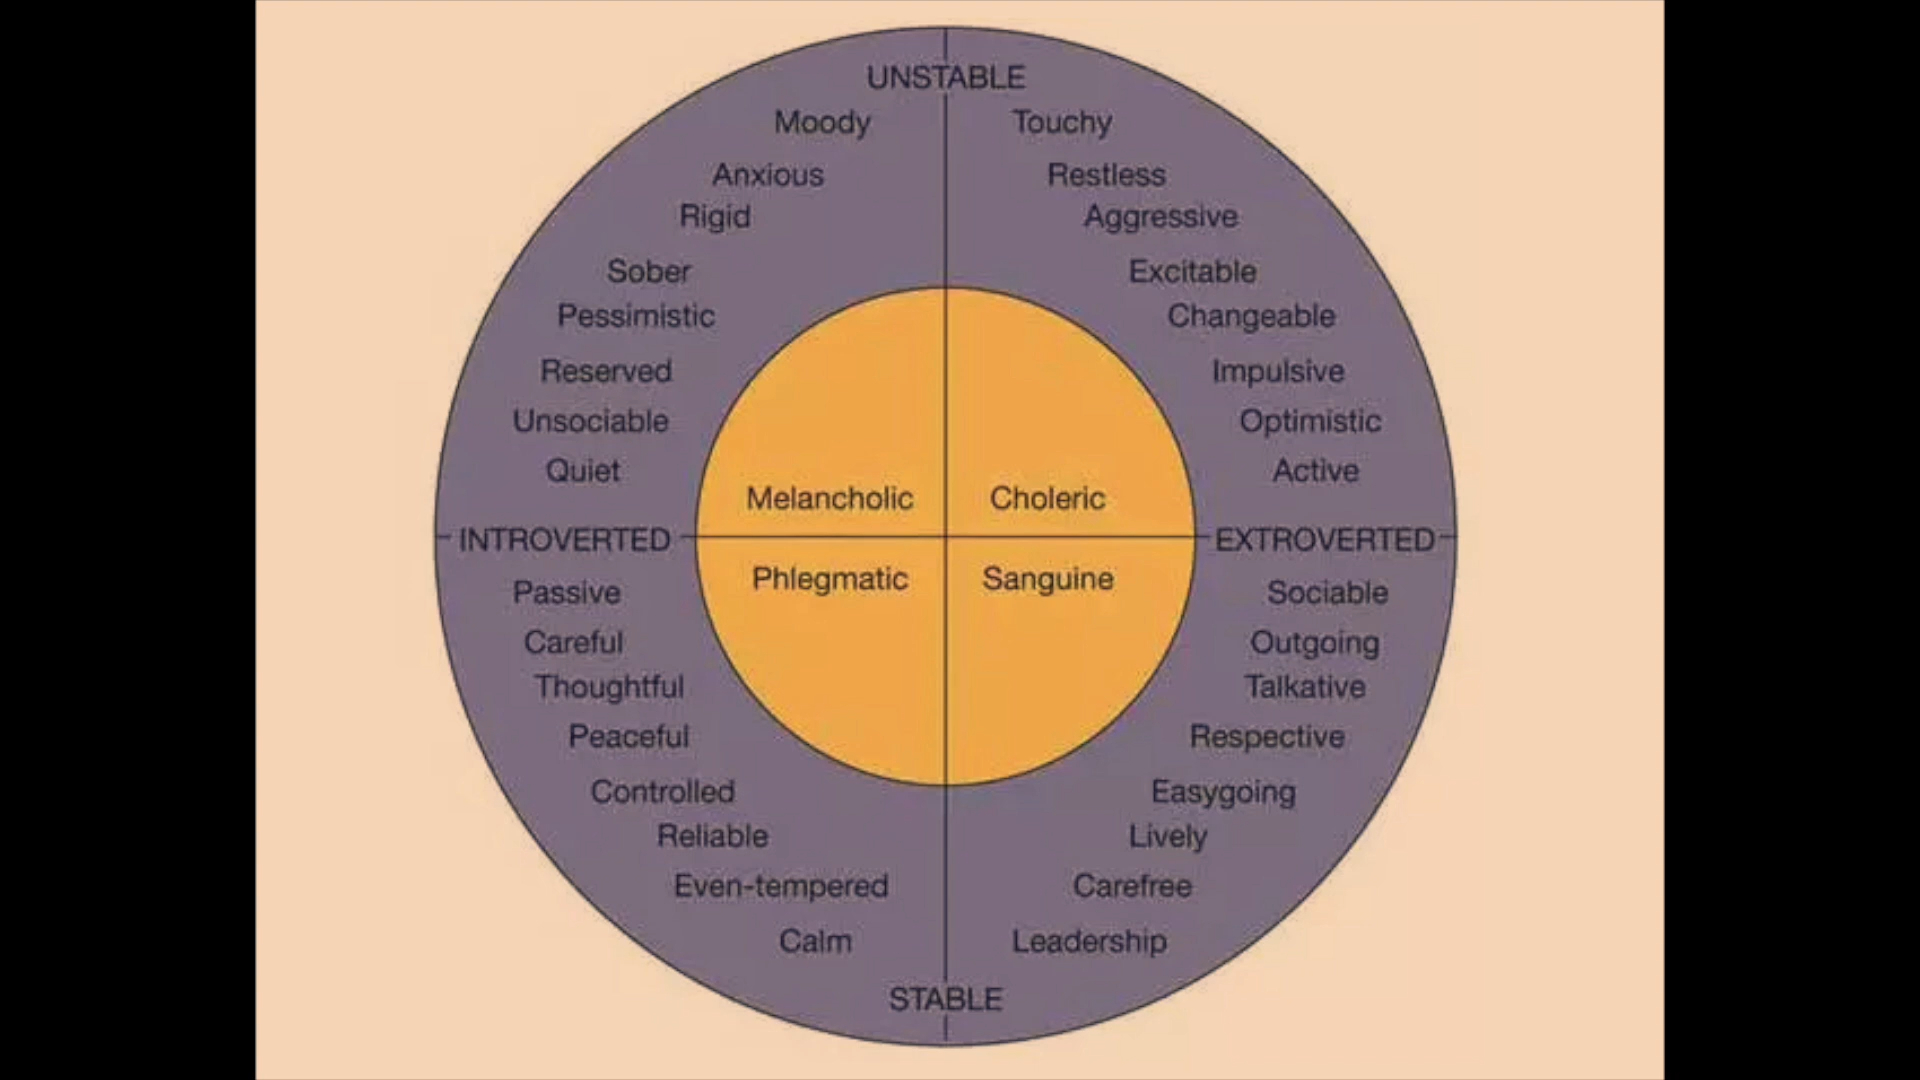 UNSTABLE
Moody
Touchy
Anxious
Restless
Rigid
Aggressive
Sober
Excitable
Pessimistic
Changeable
Reserved
Impulsive
Unsociable
Optimistic
Quiet
Active
Melancholic
Choleric
INTROVERTED
EXTROVERTED
Phlegmatic
Sanguine
Passive
Sociable
Careful
Outgoing
Thoughtful
Talkative
Peaceful
Respective
Controlled
Easygoing
Reliable
Lively
Even-tempered
Carefree
Calm
Leadership
STABLE